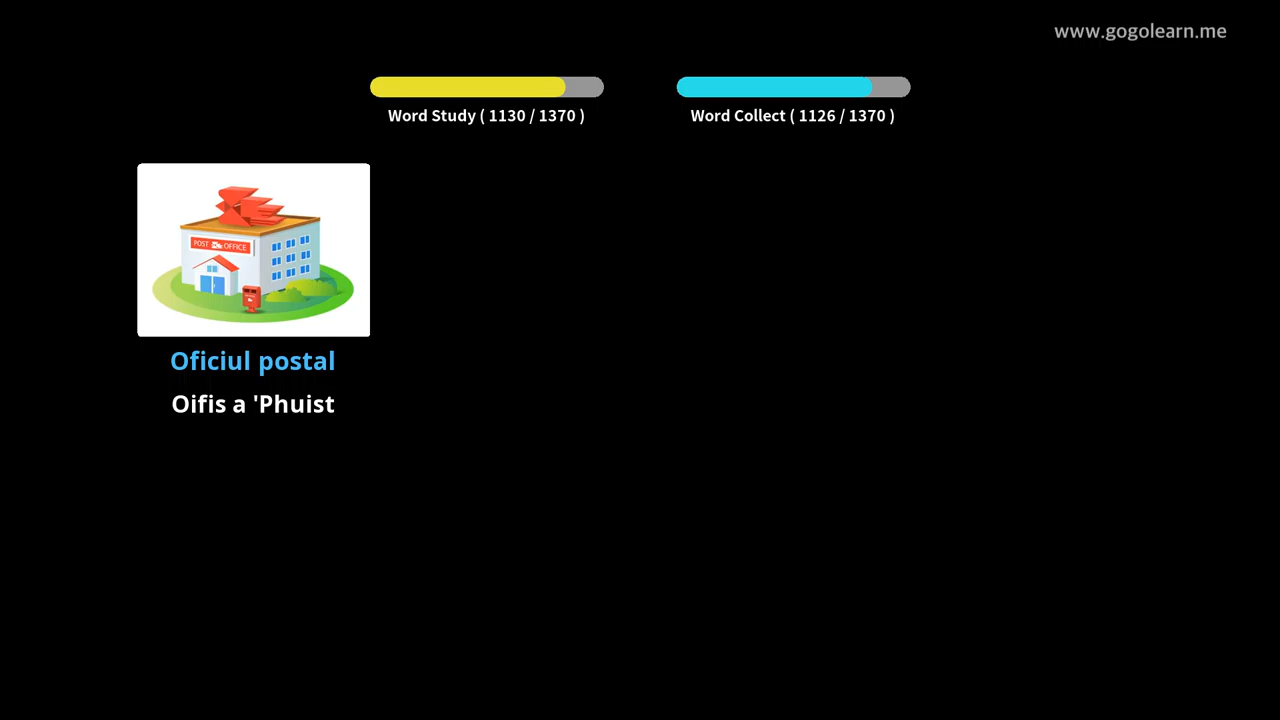 www.gogolearn.me
Word Study ( 1130 / 1370 )
Word Collect ( 1126 / 1370 )
POST OFFICE
Oficiul postal
Oifis a 'Phuist